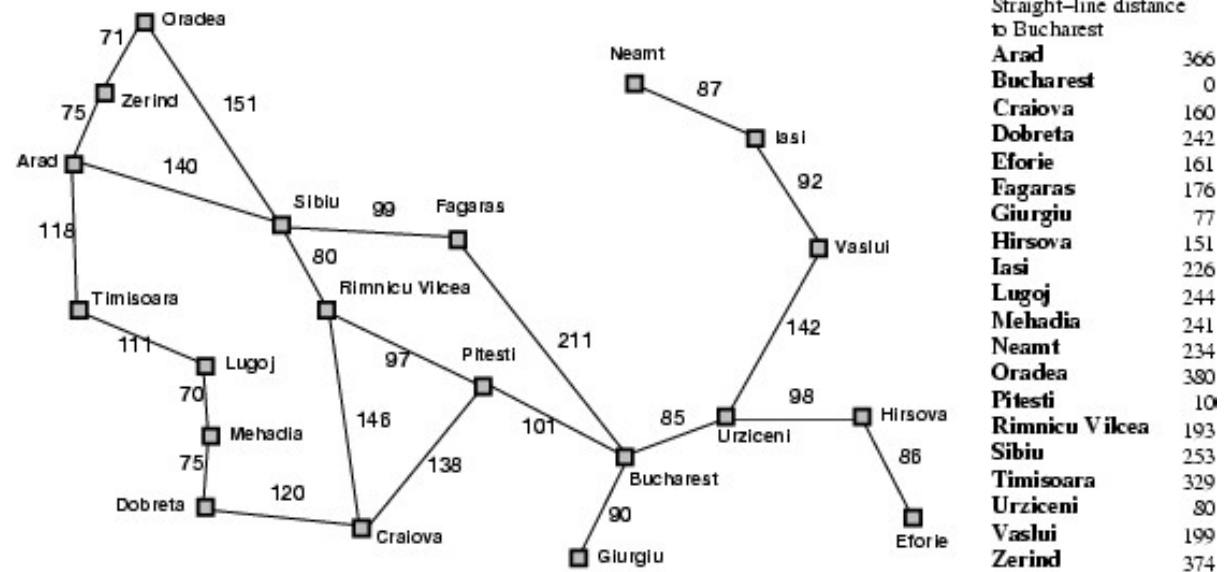 Oradea
71
Neamt
87
Zerind
151
75
Iasi
Arad
140
92
Sibiu
99
Fagaras
118
80
Vaslui
Rimnicu Vilcea
Timisoara
142
111
211
Lugoj
97
Pitesti
70
98
Hirsova
146
85
Mehadia
101
Urziceni
86
75
138
Bucharest
120
Dobreta
90
Craiova
Eforie
Giurgiu
Straight–line distance
to Bucharest
Arad 366
Bucharest 0
Craiova 160
Dobreta 242
Eforie 161
Fagaras 176
Giurgiu 77
Hirsova 151
Iasi 226
Lugoj 244
Mehadia 241
Neamt 234
Oradea 380
Pitesti 10
Rimnicu Vilcea 193
Sibiu 253
Timisoara 329
Urziceni 80
Vaslui 199
Zerind 374